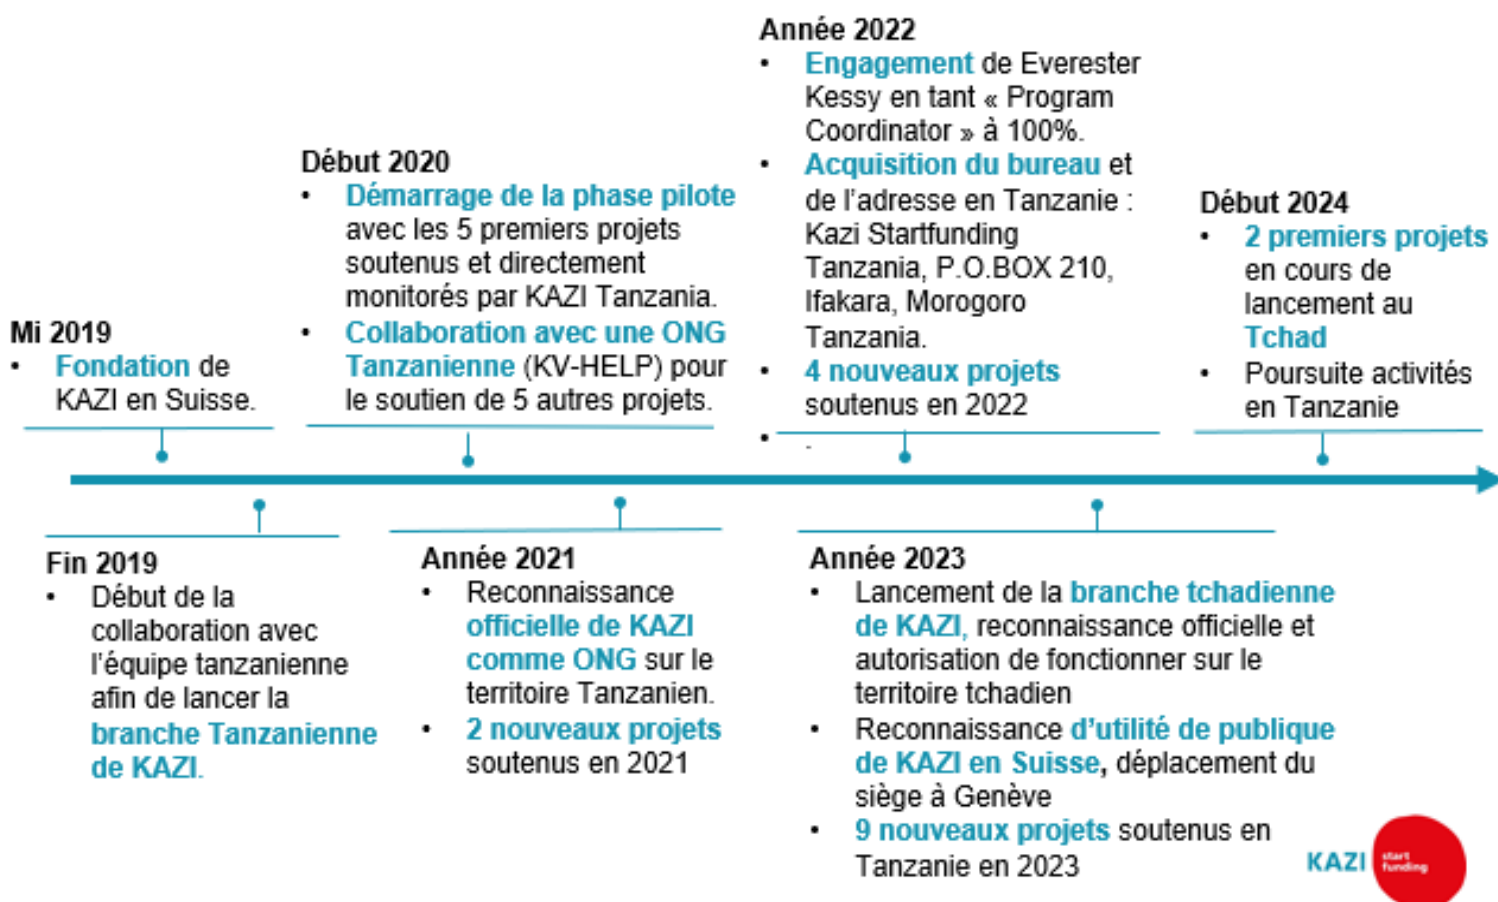 Mi 2019
• Fondation de
KAZI en Suisse.
Début 2020
• Démarrage de la phase pilote
avec les 5 premiers projets
soutenus et directement
monitorés par KAZI Tanzania.
• Collaboration avec une ONG
Tanzanienne (KV-HELP) pour
le soutien de 5 autres projets.
Année 2022
• Engagement de Everester
Kessy en tant « Program
Coordinator » à 100%.
• Acquisition du bureau et
de l'adresse en Tanzanie :
Kazi Startfunding
Tanzania, P.O.BOX 210,
Ifakara, Morogoro
Tanzania.
• 4 nouveaux projets
soutenus en 2022
• .
Début 2024
• 2 premiers projets
en cours de
lancement au
Tchad
• Poursuite activités
en Tanzanie
Fin 2019
• Début de la
collaboration avec
l'équipe tanzanienne
afin de lancer la
branche Tanzanienne
de KAZI.
Année 2021
• Reconnaissance
officielle de KAZI
comme ONG sur le
territoire Tanzanien.
• 2 nouveaux projets
soutenus en 2021
Année 2023
• Lancement de la branche tchadienne
de KAZI, reconnaissance officielle et
autorisation de fonctionner sur le
territoire tchadien
• Reconnaissance d'utilité de publique
de KAZI en Suisse, déplacement du
siège à Genève
• 9 nouveaux projets soutenus en
Tanzanie en 2023
KAZI
start
funding